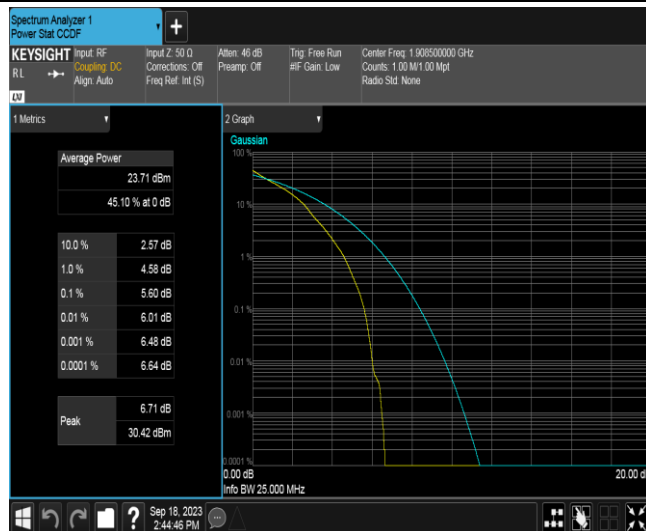 Spectrum Analyzer 1
Power Stat CCDF
+
KEYSIGHT
RL
Input: RF
Coupling: DC
Align: Auto
Input Z: 50 Ω
Corrections: Off
Freq Ref: Int (S)
Atten: 46 dB
Preamp: Off
Trig: Free Run
#IF Gain: Low
Center Freq: 1.908500000 GHz
Counts: 1.00 M/1.00 Mpt
Radio Std: None
1 Metrics
Average Power
23.71 dBm
45.10 % at 0 dB
10.0 % 2.57 dB
1.0 % 4.58 dB
0.1 % 5.60 dB
0.01 % 6.01 dB
0.001 % 6.48 dB
0.0001 % 6.64 dB
Peak
6.71 dB
30.42 dBm
2 Graph
Gaussian
100 %
10 %
1 %
0.1 %
0.01 %
0.001 %
0.0001 %
0.00 dB
20.00 d
Info BW 25.000 MHz
?
Sep 18, 2023
2:44:46 PM